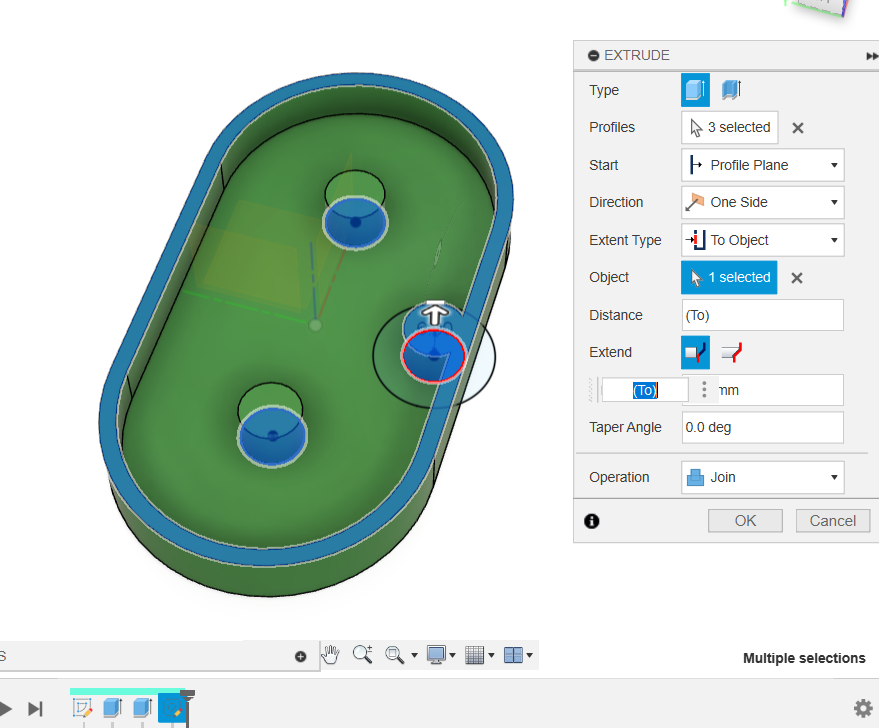 EXTRUDE
Type
Profiles 3 selected
Start Profile Plane
Direction One Side
Extent Type To Object
Object 1 selected
Distance (To)
Extend
(To) mm
Taper Angle 0.0 deg
Operation Join
OK Cancel
S
Multiple selections